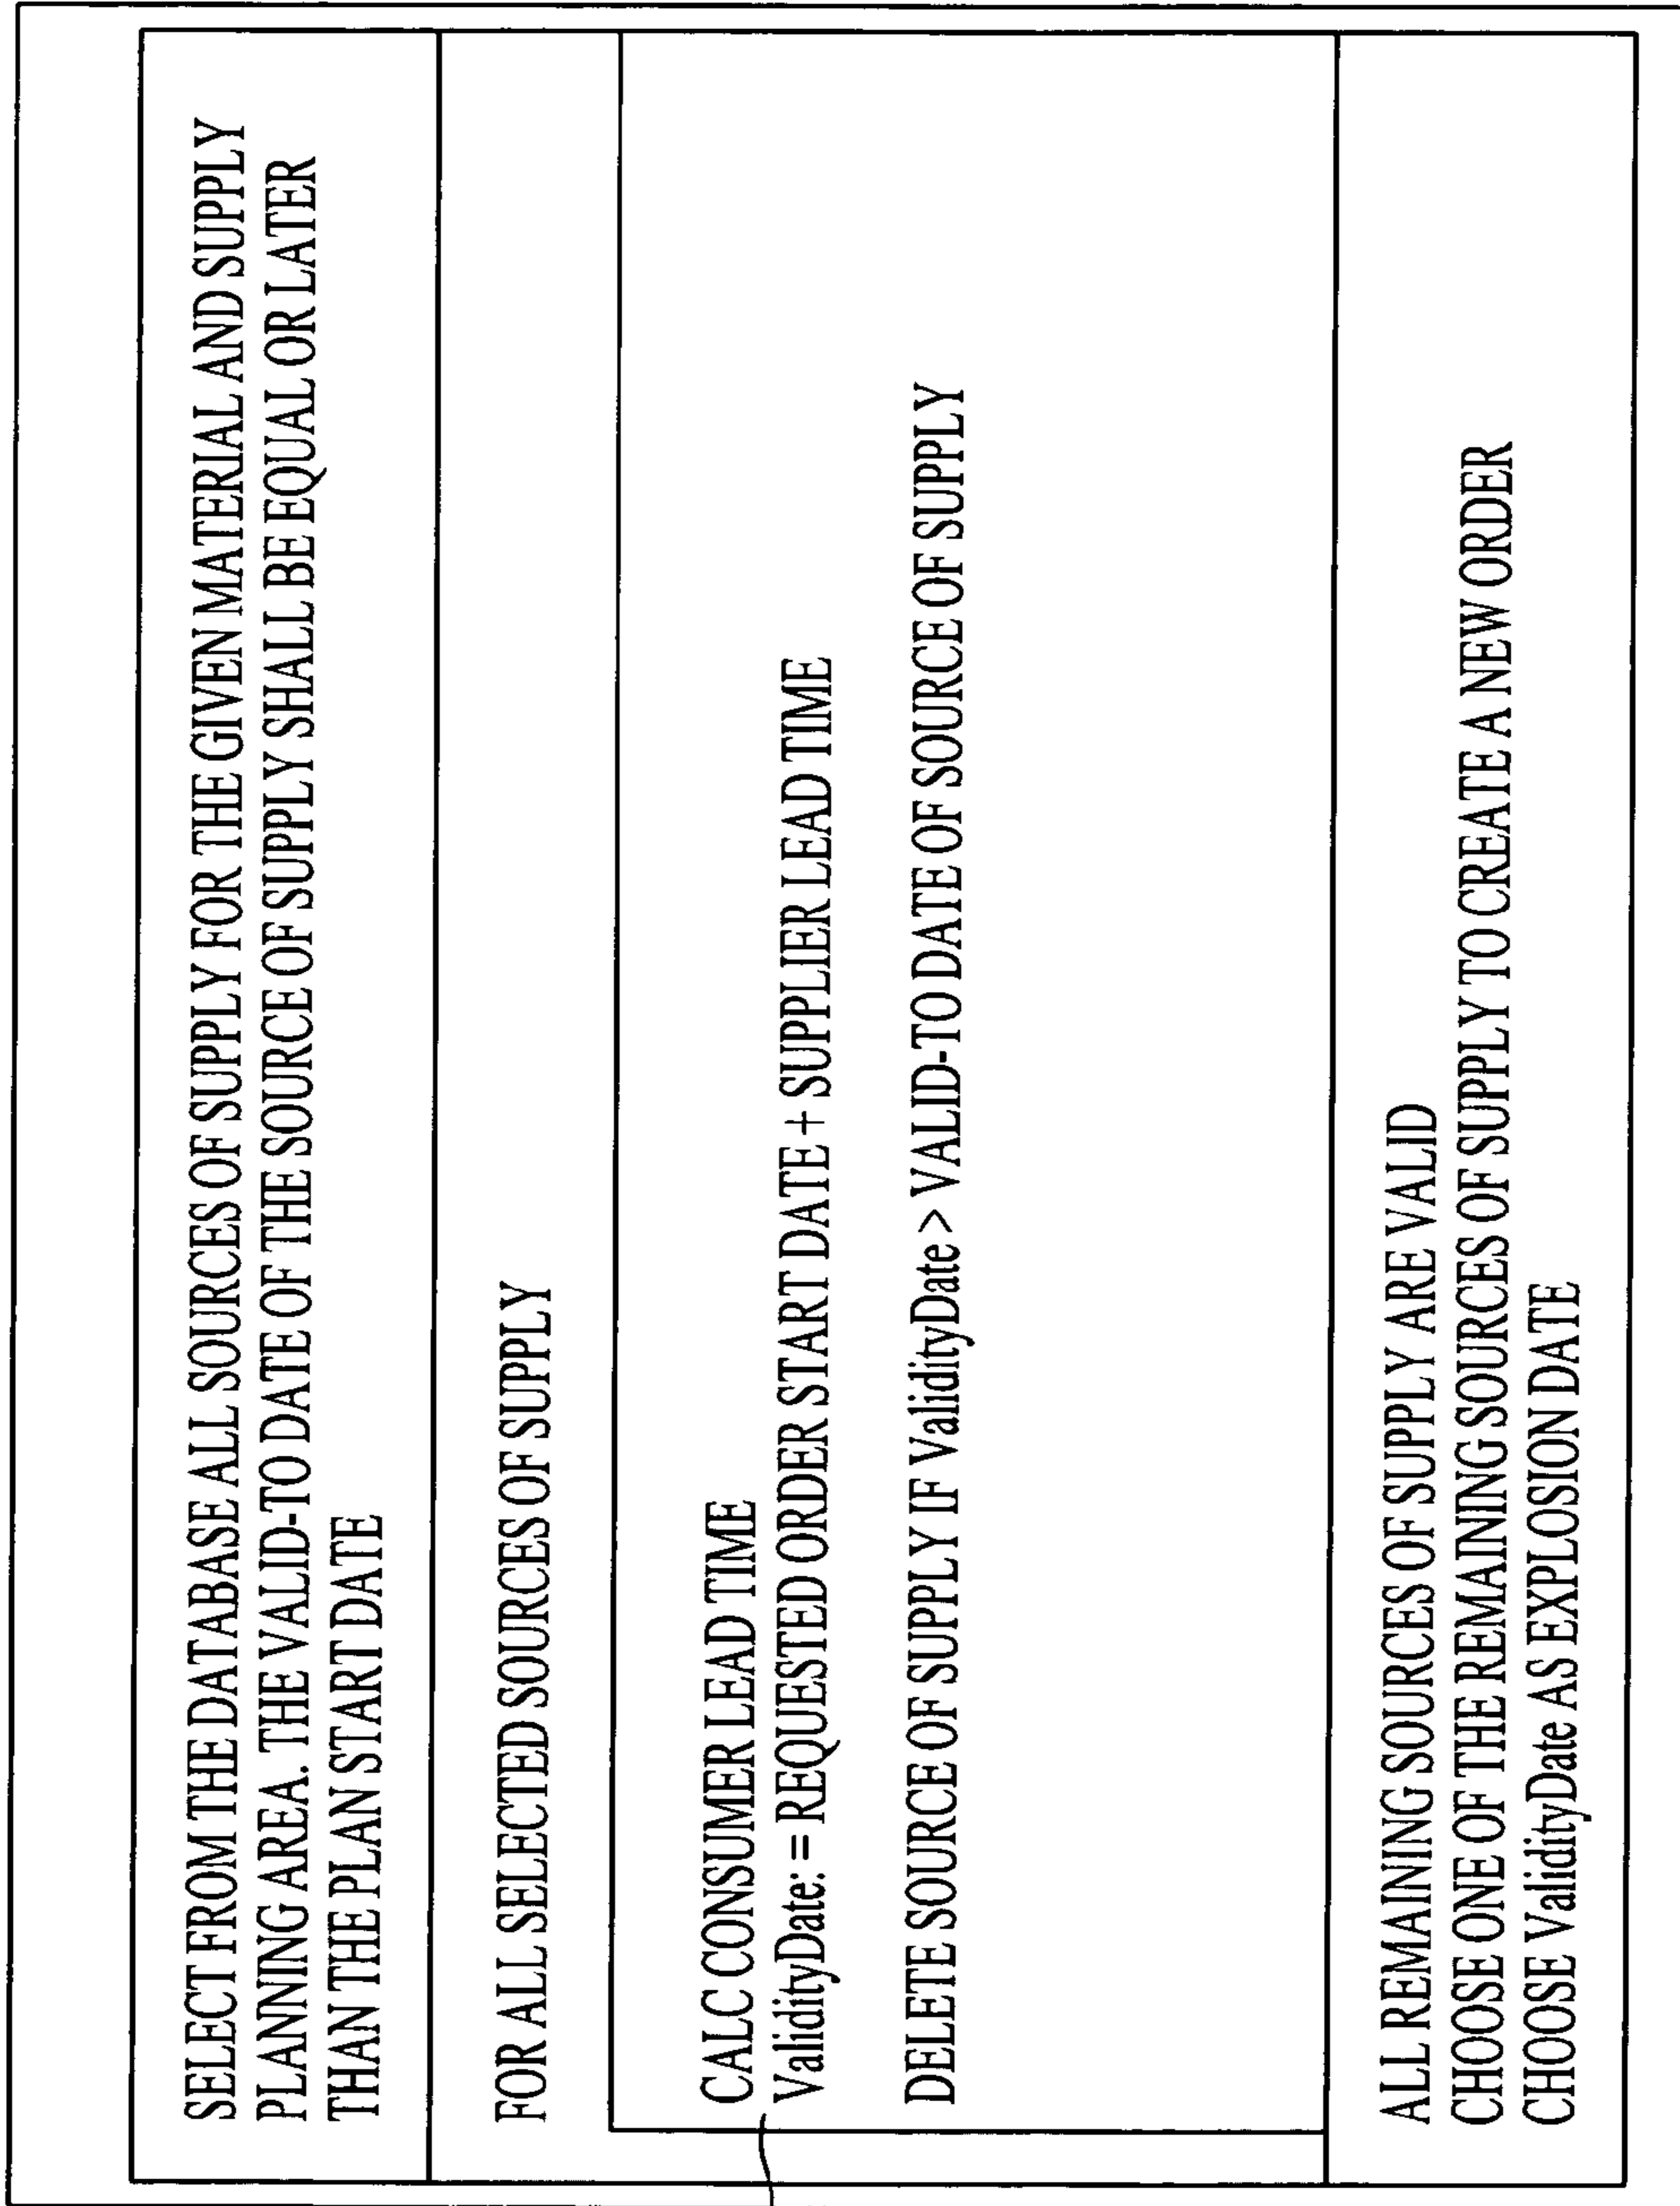 SELECT FROM THE DATABASE ALL SOURCES OF SUPPLY FOR THE GIVEN MATERIAL AND SUPPLY
PLANNING AREA. THE VALID-TO DATE OF THE SOURCE OF SUPPLY SHALL BE EQUAL OR LATER
THAN THE PLAN START DATE
FOR ALL SELECTED SOURCES OF SUPPLY
CALC CONSUMER LEAD TIME
ValidityDate: = REQUESTED ORDER START DATE + SUPPLIER LEAD TIME
DELETE SOURCE OF SUPPLY IF ValidityDate > VALID-TO DATE OF SOURCE OF SUPPLY
ALL REMAINING SOURCES OF SUPPLY ARE VALID
CHOOSE ONE OF THE REMAINING SOURCES OF SUPPLY TO CREATE A NEW ORDER
CHOOSE ValidityDate AS EXPLOSION DATE